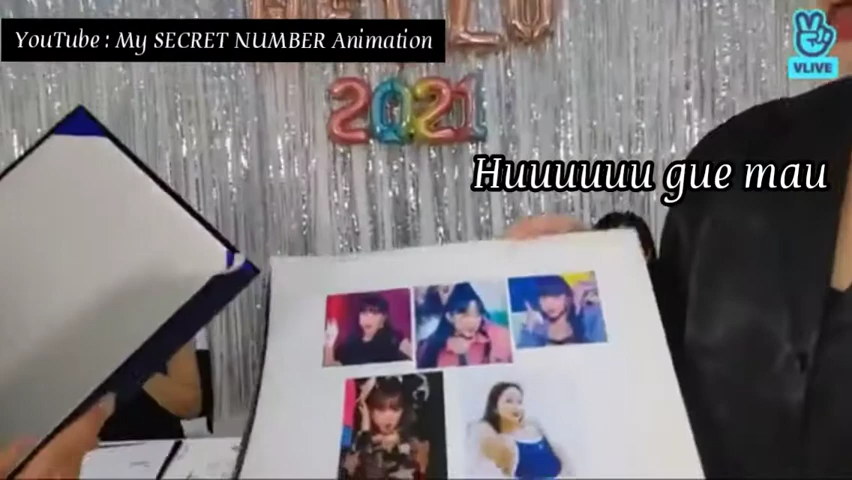 YouTube : My SECRET NUMBER Animation
2021
VLIVE
Huuuuuu gue mau